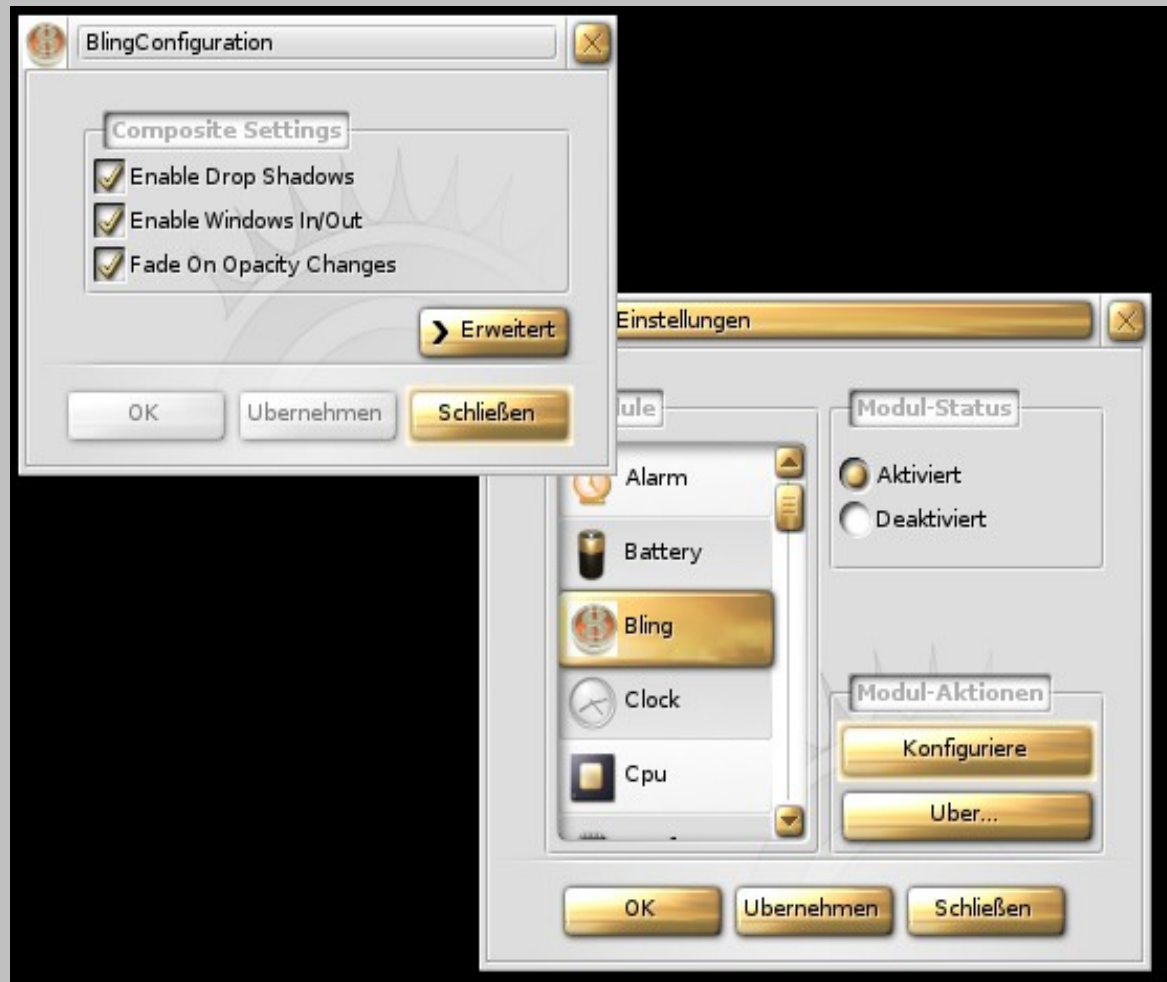 BlingConfiguration
Composite Settings
Enable Drop Shadows
Enable Windows In/Out
Fade On Opacity Changes
Erweitert
OK
Ubernehmen
Schließen
Einstellungen
Modul-Status
Alarm
Aktiviert
Deaktiviert
Battery
Bling
Clock
Modul-Aktionen
Konfiguriere
Cpu
Uber...
OK
Ubernehmen
Schließen